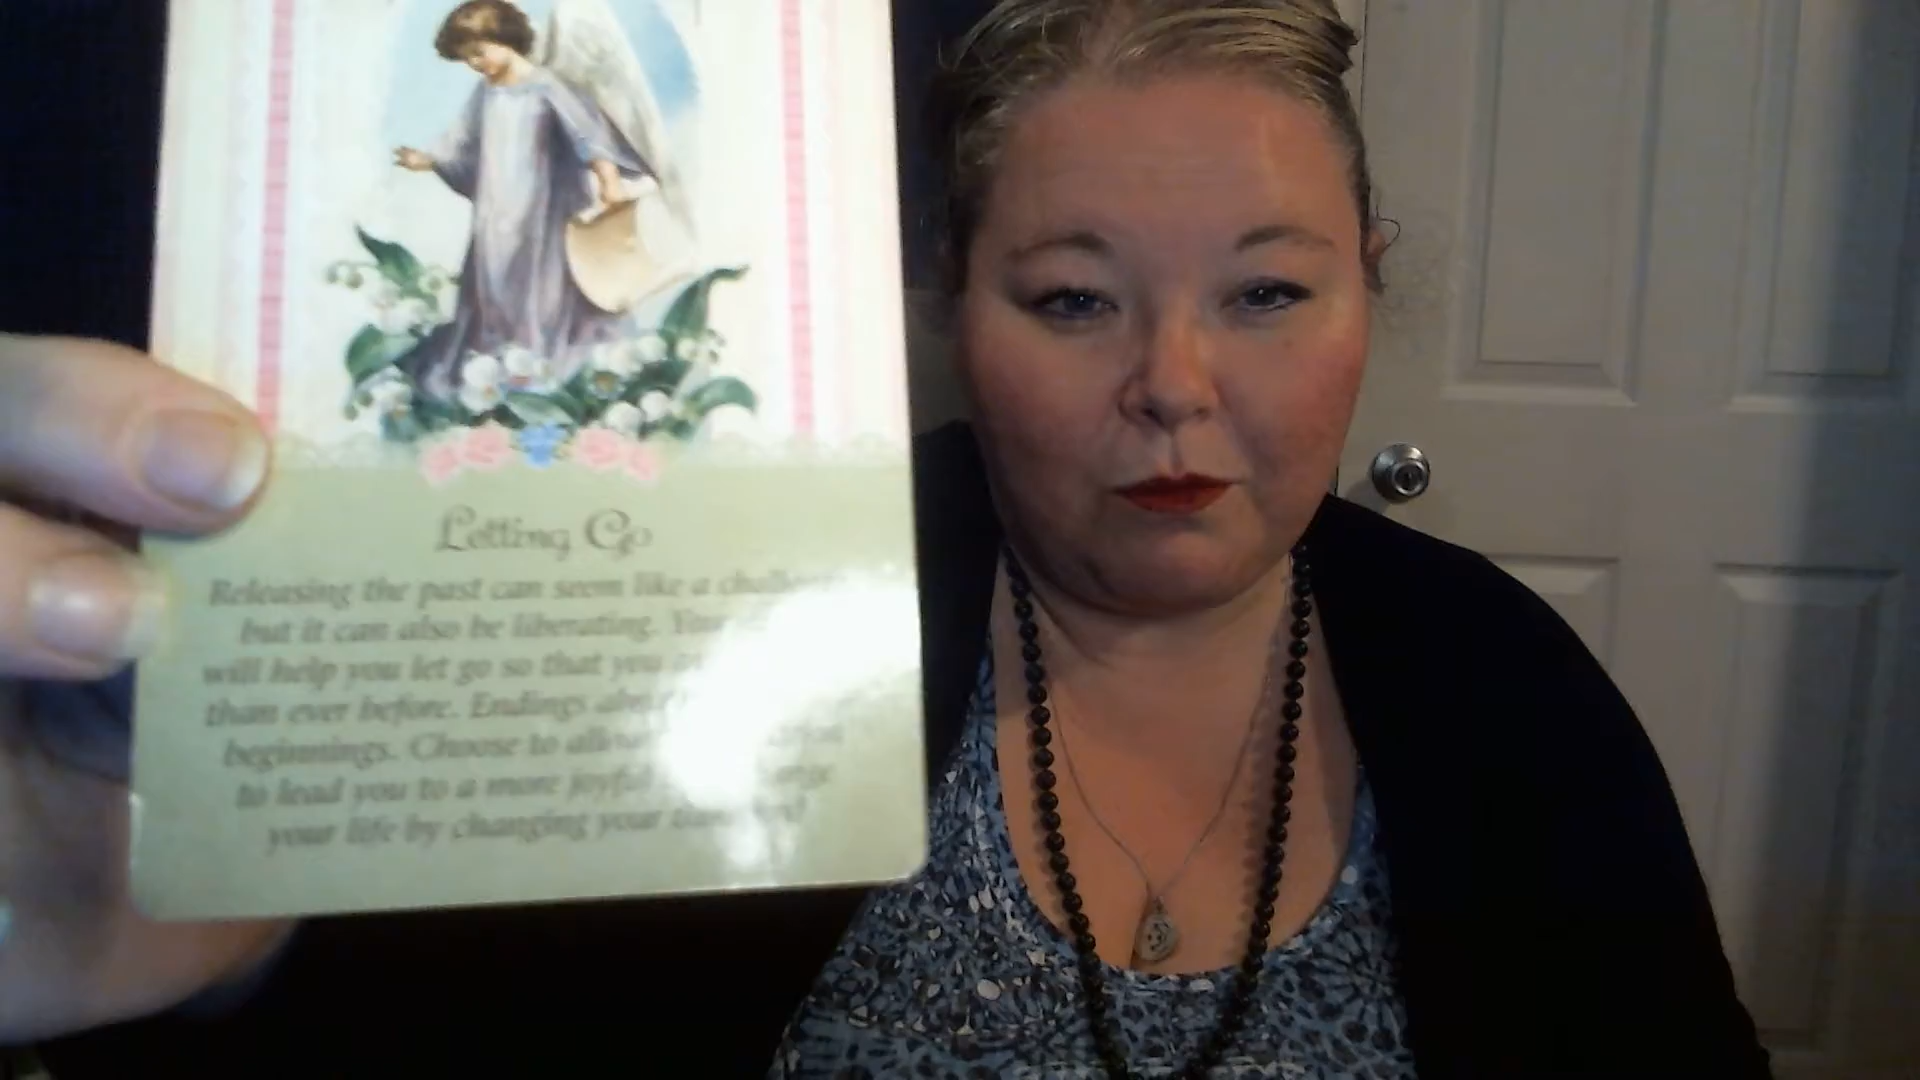 Letting Go
Releasing the past can seem like a
but it can also be liberating.
will help you let go so that you
than ever before. Endings
beginnings. Choose to
to lead you to a more joyful
your life by changing your